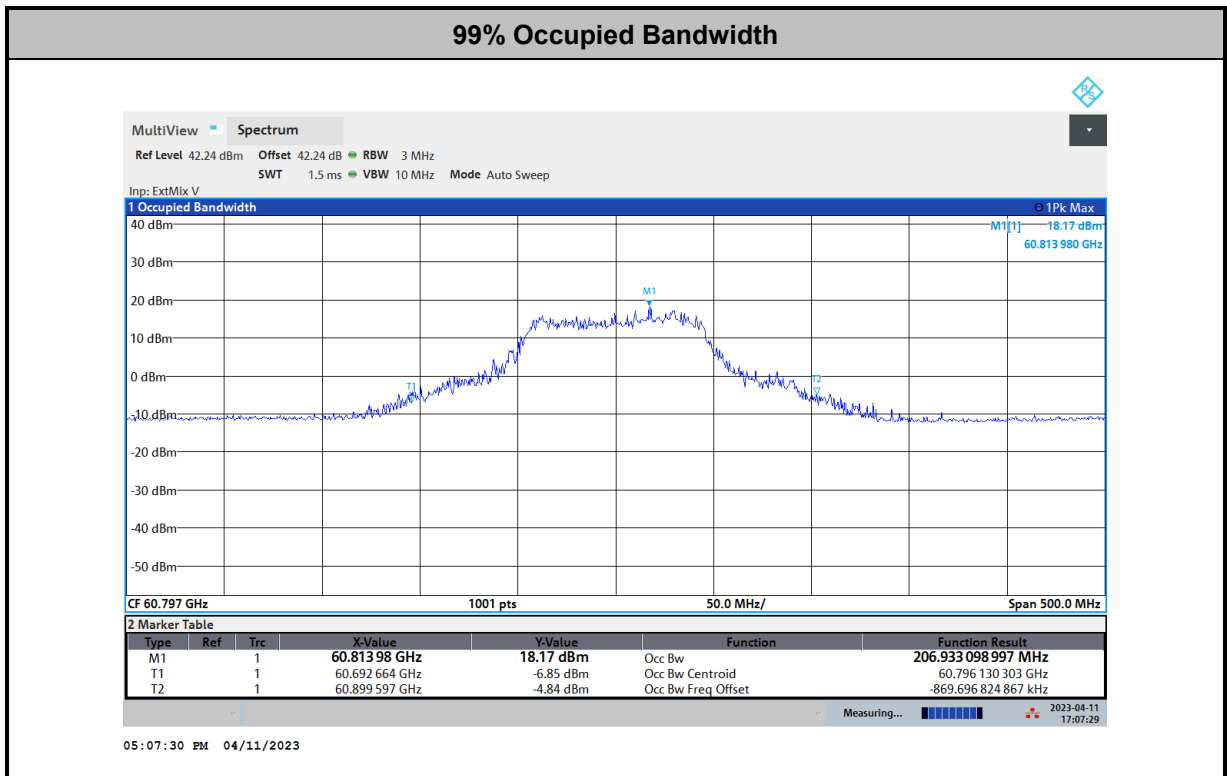 99% Occupied Bandwidth
R S
MultiView Spectrum
Ref Level 42.24 dBm Offset 42.24 dB RBW 3 MHz
SWT 1.5 ms VBW 10 MHz Mode Auto Sweep
Inp: ExtMix V
1 Occupied Bandwidth 1Pk Max
40 dBm M1[1] 18.17 dBm
60.813 980 GHz
30 dBm
M1
20 dBm
10 dBm
0 dBm
T1 T2
-10 dBm
-20 dBm
-30 dBm
-40 dBm
-50 dBm
CF 60.797 GHz 1001 pts 50.0 MHz/ Span 500.0 MHz
2 Marker Table
Type Ref Trc X-Value Y-Value Function Function Result
M1 1 60.813 98 GHz 18.17 dBm Occ Bw 206.933 098 997 MHz
T1 1 60.692 664 GHz -6.85 dBm Occ Bw Centroid 60.796 130 303 GHz
T2 1 60.899 597 GHz -4.84 dBm Occ Bw Freq Offset -869.696 824 867 kHz
Measuring... 2023-04-11
17:07:29
05:07:30 PM 04/11/2023